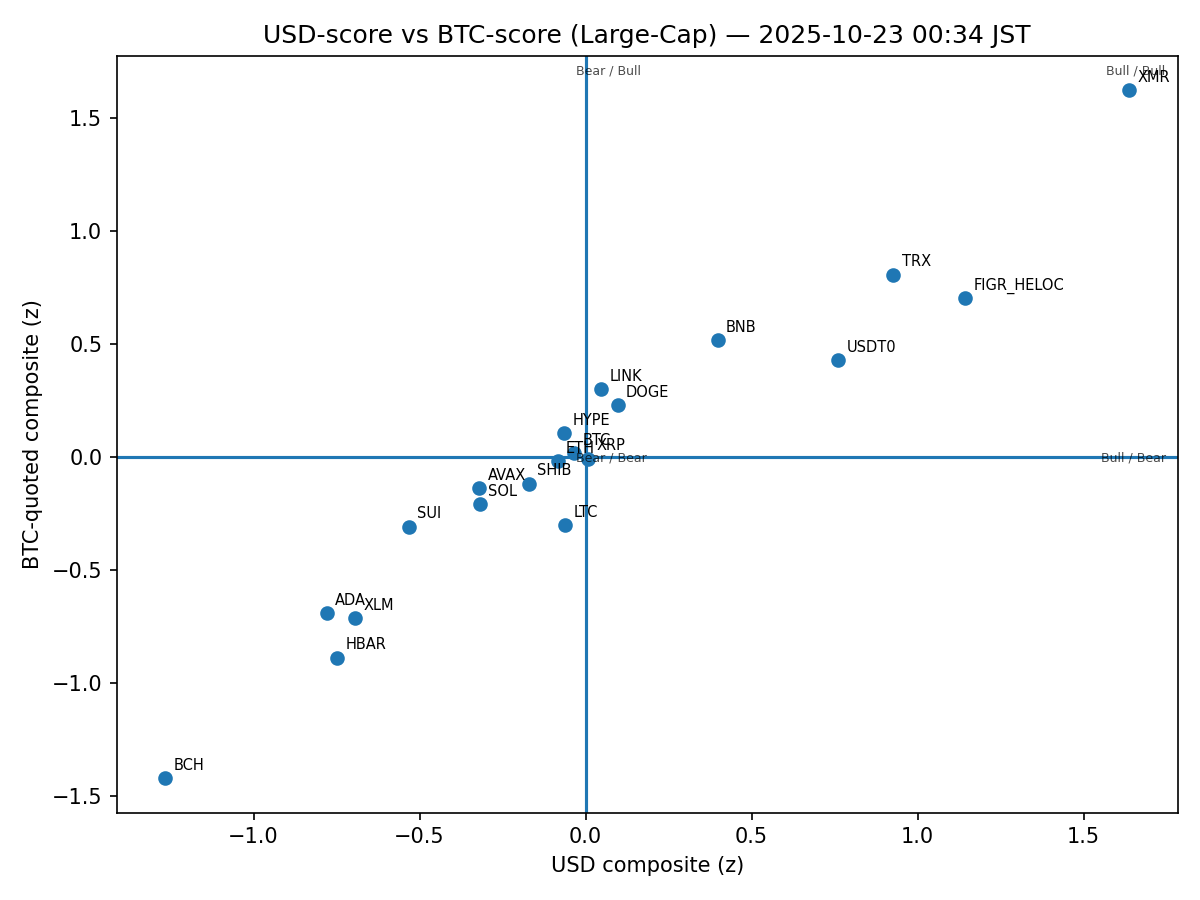 USD-score vs BTC-score (Large-Cap) — 2025-10-23 00:34 JST
Bear / Bull
Bull / Bull
XMR
1.5
1.0
TRX
FIGR_HELOC
BNB
0.5
USDT0
LINK
DOGE
HYPE
BTC
XRP
ETH
0.0
Bear / Bear
Bull / Bear
SHIB
AVAX
SOL
LTC
SUI
−0.5
ADA
XLM
HBAR
−1.0
BCH
−1.5
−1.0
−0.5
0.0
0.5
1.0
1.5
USD composite (z)
BTC-quoted composite (z)